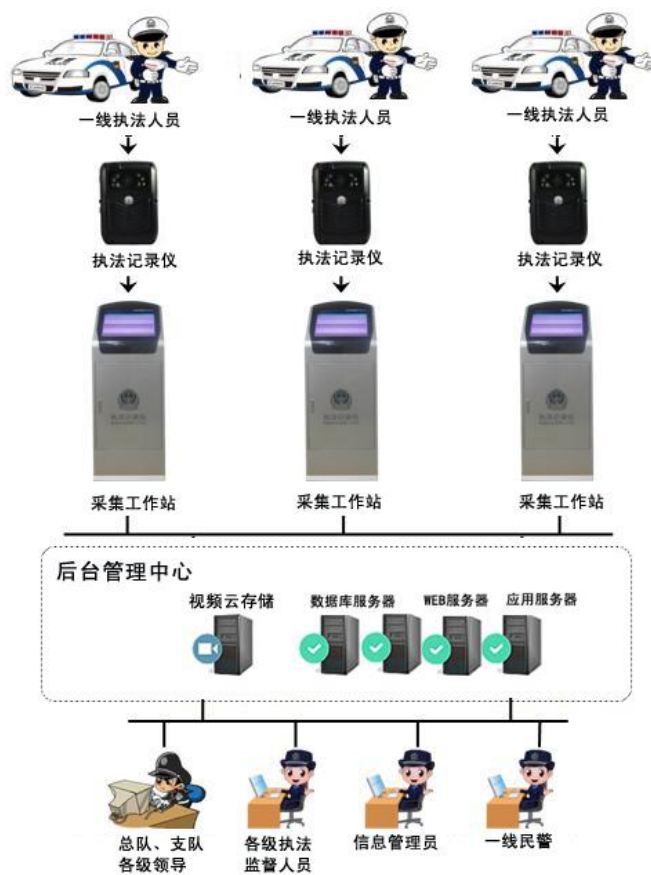 一线执法人员
一线执法人员
一线执法人员
执法记录仪
执法记录仪
执法记录仪
采集工作站
采集工作站
采集工作站
后台管理中心
视频云存储
数据库服务器
WEB服务器
应用服务器
总队、支队
各级领导
各级执法
监督人员
信息管理员
一线民警